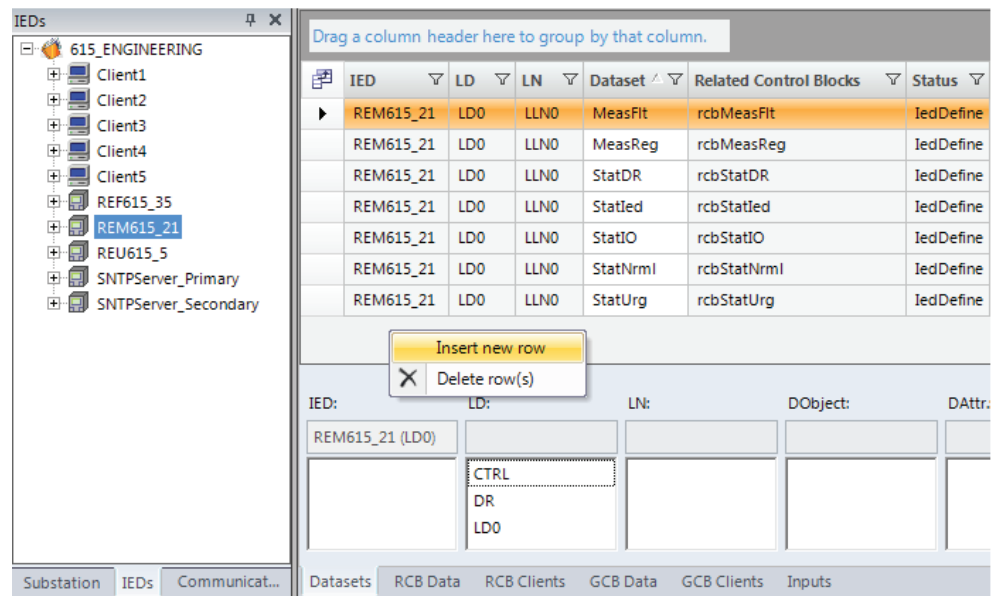 IEDs
615_ENGINEERING
Client1
Client2
Client3
Client4
Client5
REF615_35
REM615_21
REU615_5
SNTPServer_Primary
SNTPServer_Secondary
Substation IEDs Communicat...
Drag a column header here to group by that column.
IED LD LN Dataset Related Control Blocks Status
REM615_21 LD0 LLN0 MeasFlt rcbMeasFlt IedDefine
REM615_21 LD0 LLN0 MeasReg rcbMeasReg IedDefine
REM615_21 LD0 LLN0 StatDR rcbStatDR IedDefine
REM615_21 LD0 LLN0 StatIed rcbStatIed IedDefine
REM615_21 LD0 LLN0 StatIO rcbStatIO IedDefine
REM615_21 LD0 LLN0 StatNrml rcbStatNrml IedDefine
REM615_21 LD0 LLN0 StatUrg rcbStatUrg IedDefine
Insert new row
Delete row(s)
IED: LD: LN: DObject: DAttr.
REM615_21 (LD0)
CTRL
DR
LD0
Datasets RCB Data RCB Clients GCB Data GCB Clients Inputs